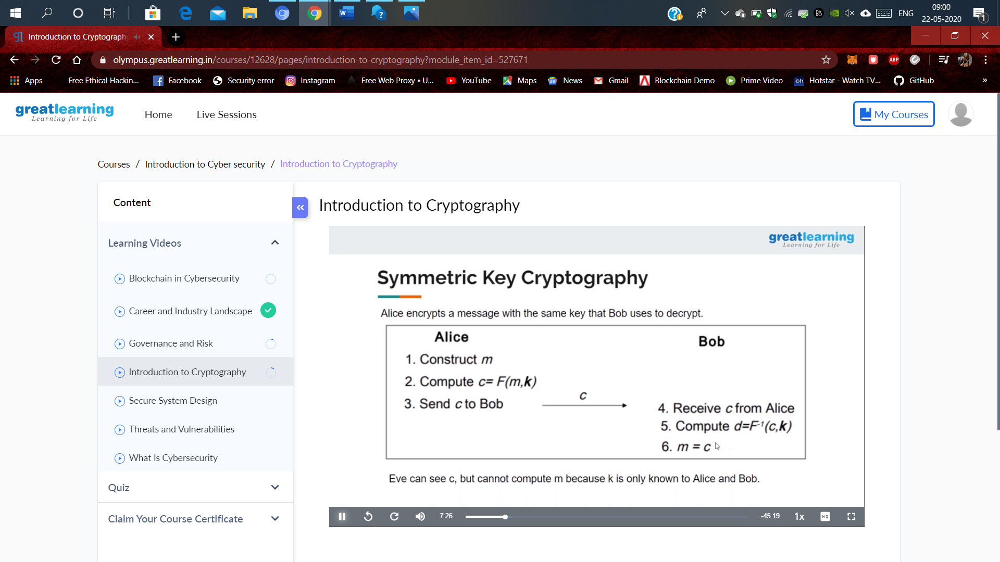 ENG
09:00
22-05-2020
1
Introduction to Cryptograph
olympus.greatlearning.in/courses/12628/pages/introduction-to-cryptography?module_item_id=527671
ABP
Apps
Free Ethical Hackin...
Facebook
Security error
Instagram
Free Web Proxy • U...
YouTube
Maps
News
Gmail
Blockchain Demo
Prime Video
Hotstar - Watch TV...
GitHub
»
greatlearning
Learning for Life
Home
Live Sessions
My Courses
Courses / Introduction to Cyber security / Introduction to Cryptography
Content
Learning Videos
Blockchain in Cybersecurity
Career and Industry Landscape
Governance and Risk
Introduction to Cryptography
Secure System Design
Threats and Vulnerabilities
What Is Cybersecurity
Quiz
Claim Your Course Certificate
Introduction to Cryptography
greatlearning
Learning for Life
Symmetric Key Cryptography
Alice encrypts a message with the same key that Bob uses to decrypt.
Alice
1. Construct m
2. Compute c= F(m,k)
3. Send c to Bob
c
Bob
4. Receive c from Alice
5. Compute d=F⁻¹(c,k)
6. m = c
Eve can see c, but cannot compute m because k is only known to Alice and Bob.
7:26
-45:19
1x
HD